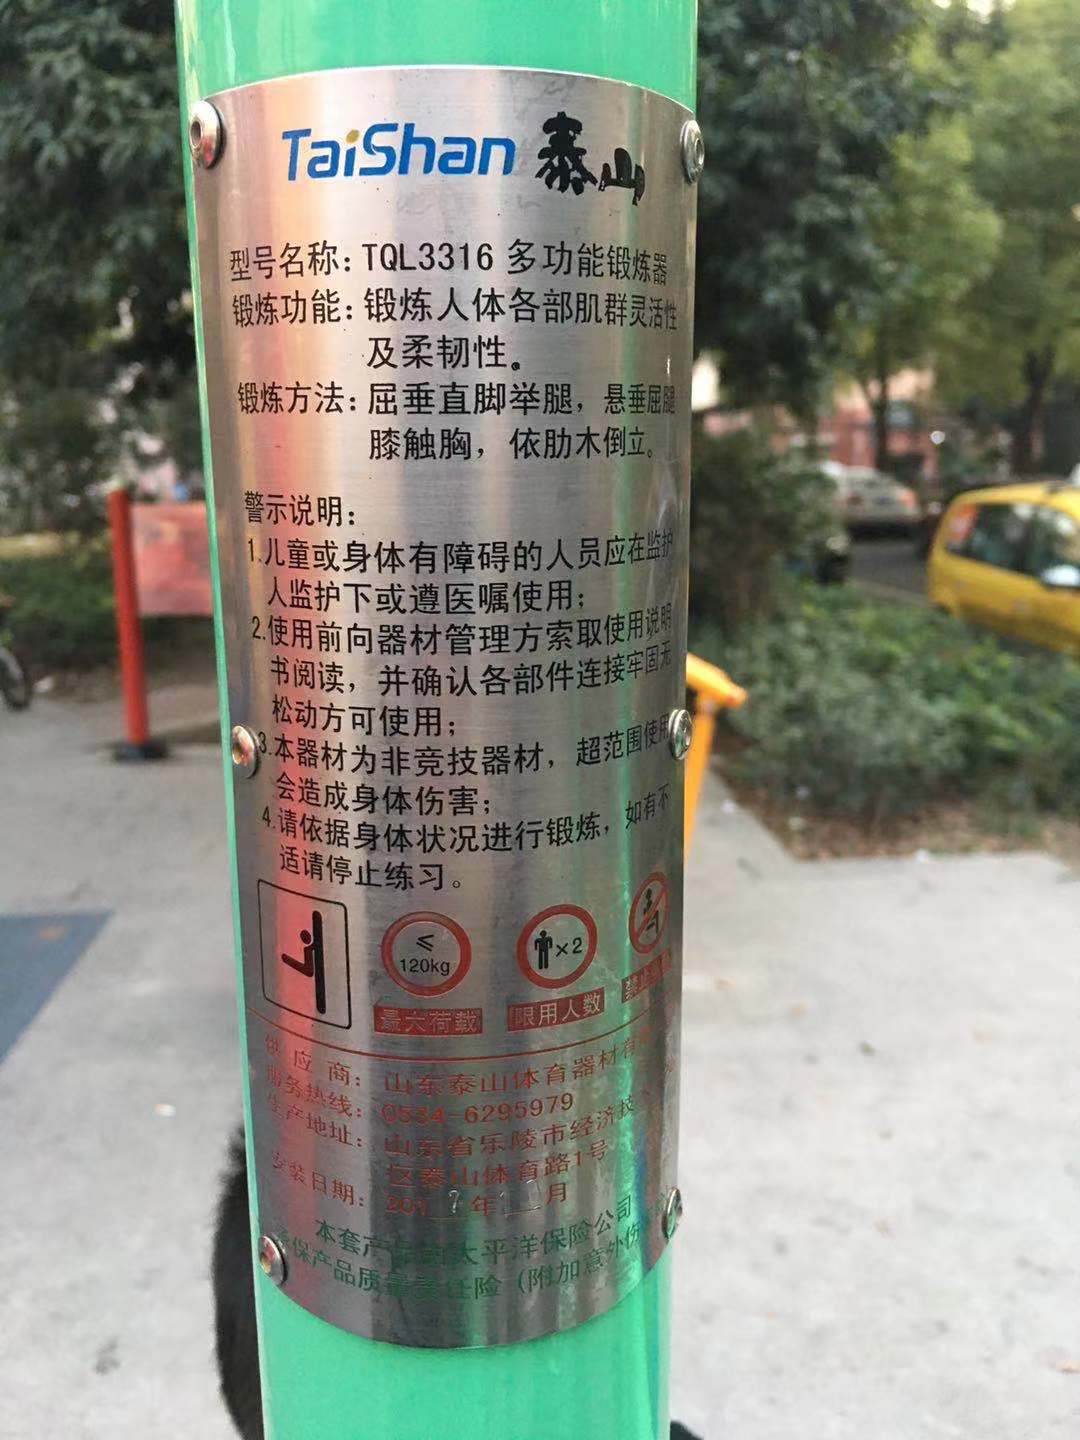 TaiShan 泰山
型号名称：TQL3316 多功能锻炼器
锻炼功能：锻炼人体各部肌群灵活性
及柔韧性。
锻炼方法：屈垂直脚举腿，悬垂屈腿
膝触胸，依肋木倒立。
警示说明：
1.儿童或身体有障碍的人员应在监护
人监护下或遵医嘱使用；
2.使用前向器材管理方索取使用说明
书阅读，并确认各部件连接牢固无
松动方可使用；
3.本器材为非竞技器材，超范围使用
会造成身体伤害；
4.请依据身体状况进行锻炼，如有不
适请停止练习。
≤
120kg
×2
最大荷载
限用人数
禁止
供应商：山东泰山体育器材有
服务热线：0534-6295979
生产地址：山东省乐陵市经济技
区泰山体育路1号
安装日期：201 年 月
本套产品由太平洋保险公司
承保产品质量责任险（附加意外伤